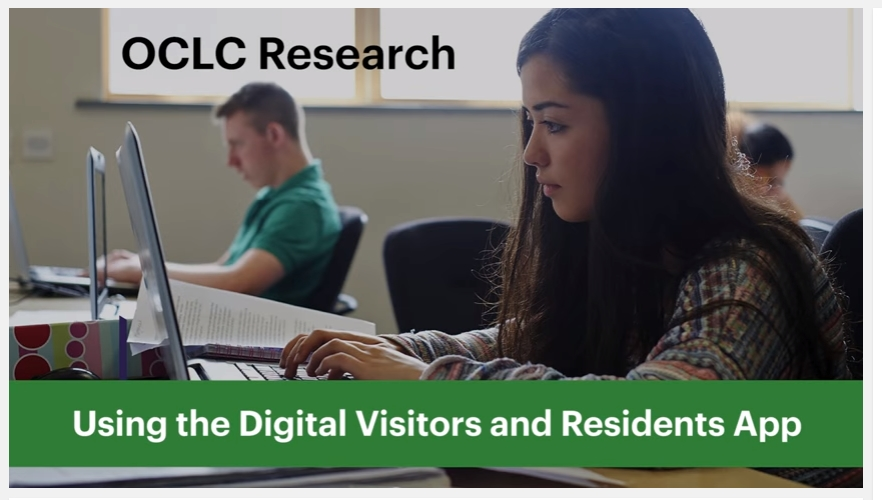 OCLC Research
Using the Digital Visitors and Residents App